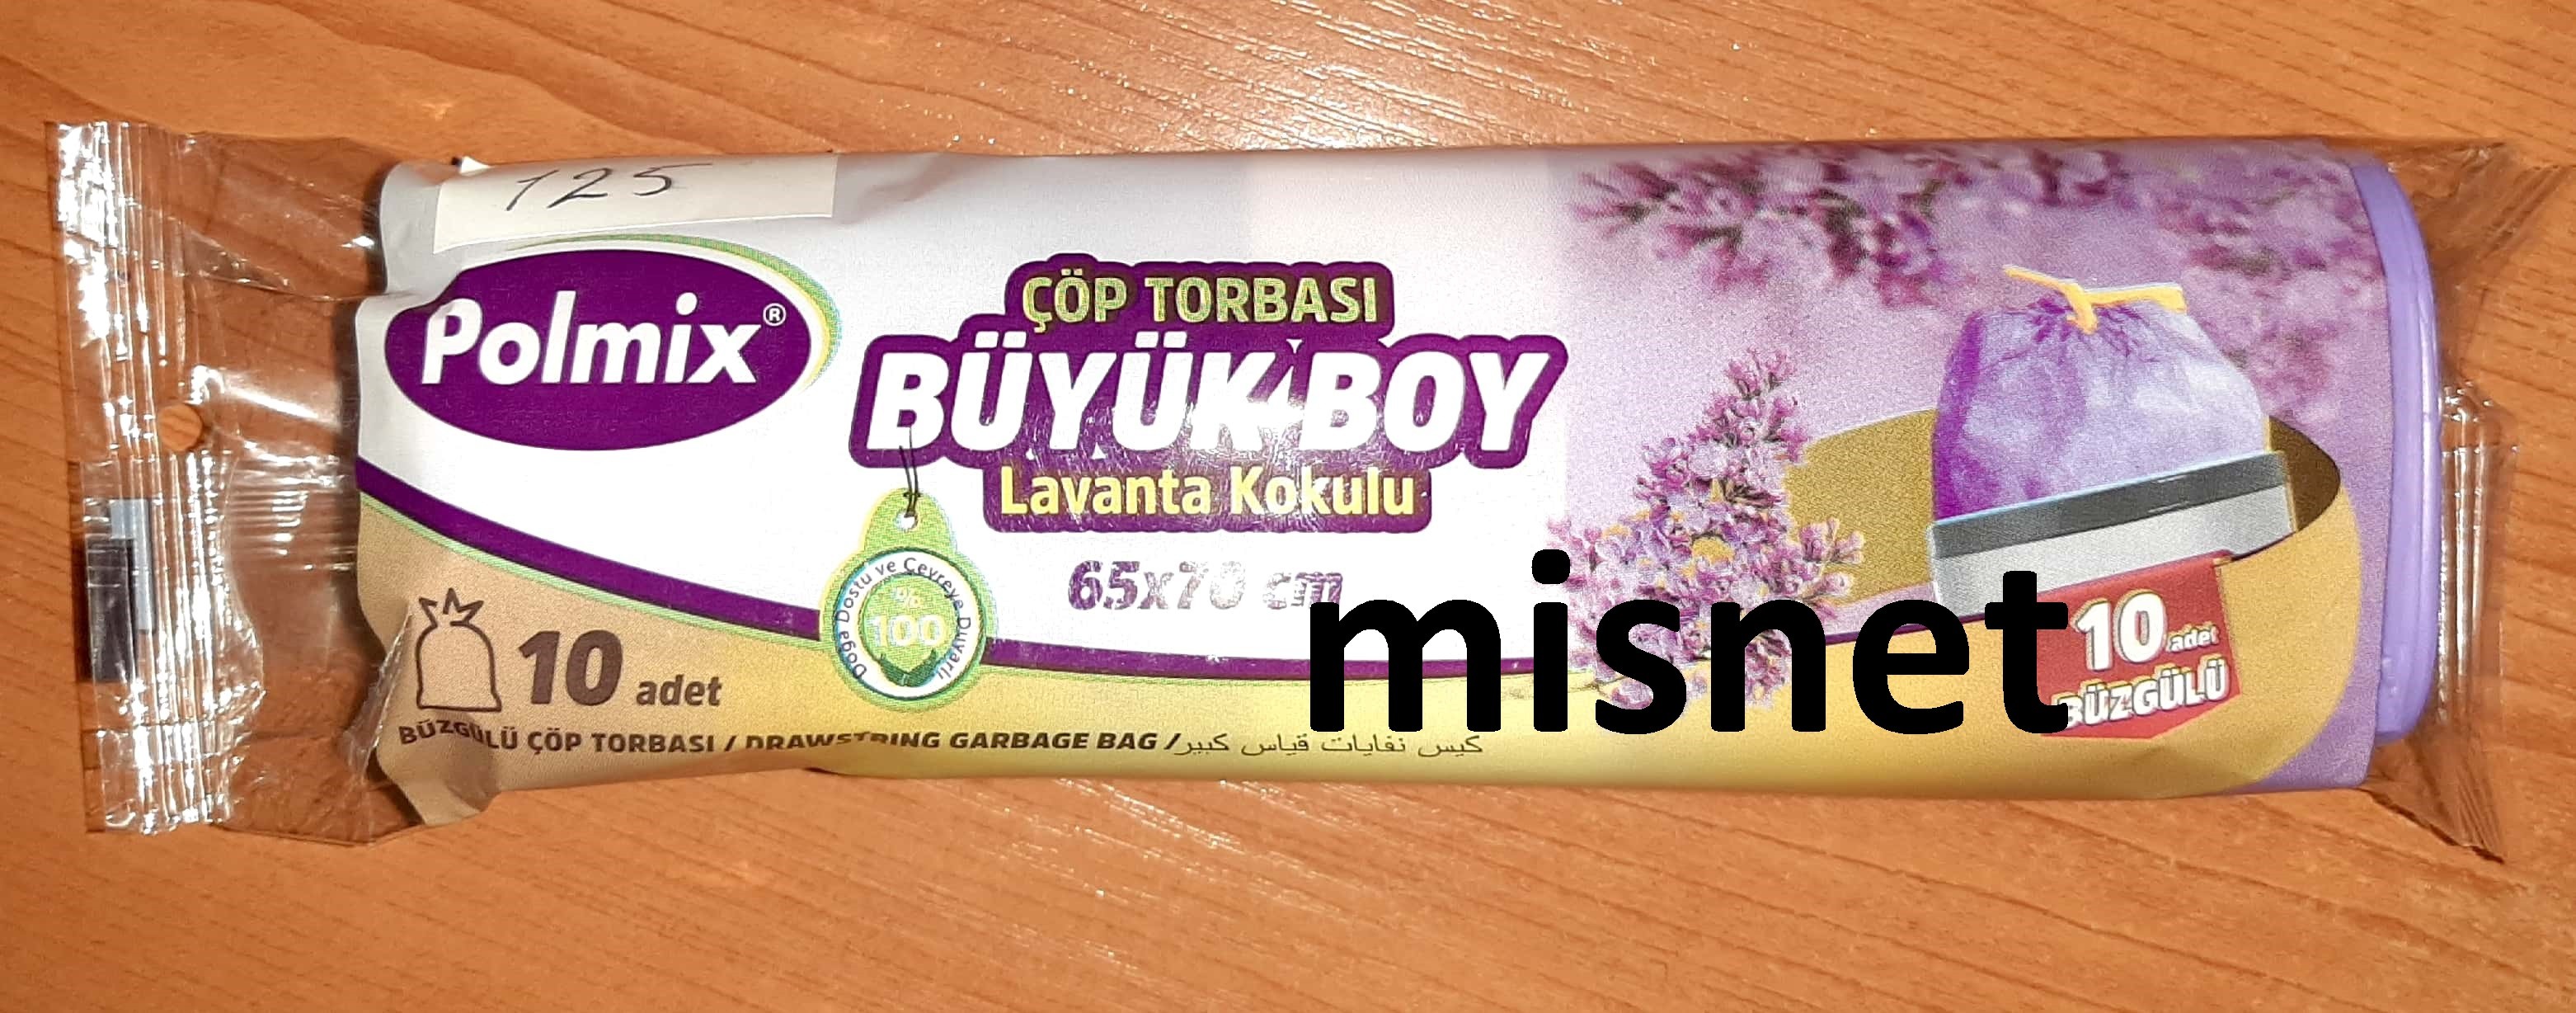 125
Polmix®
ÇÖP TORBASI
BÜYÜK BOY
Lavanta Kokulu
65x70 cm
Doğa Dostu ve Çevreye Duyarlı
%
100
10 adet
BÜZGÜLÜ ÇÖP TORBASI / DRAWSTRING GARBAGE BAG / كيس نفايات قياس كبير
misnet
10 adet
BÜZGÜLÜ